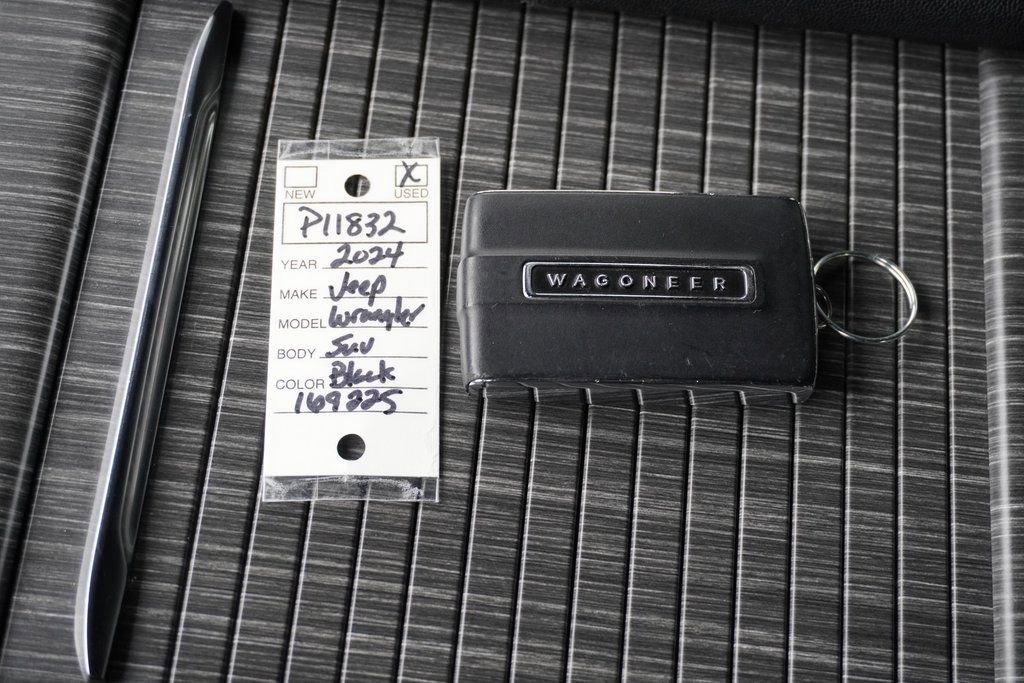 X
NEW USED
P11832
YEAR 2024
MAKE Jeep
MODEL Wrangler
BODY Suv
COLOR Black
169225
WAGONEER